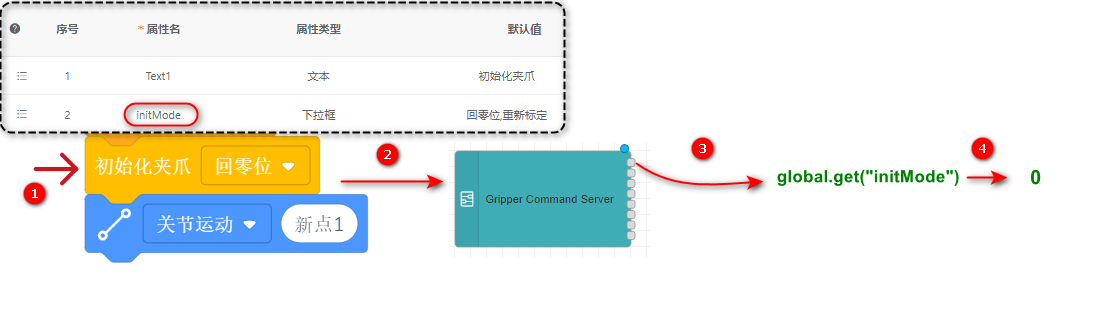 序号 *属性名 属性类型 默认值
1 Text1 文本 初始化夹爪
2 initMode 下拉框 回零位,重新标定
1 初始化夹爪 回零位
2
3
4
关节运动 新点1
Gripper Command Server
global.get("initMode")
0